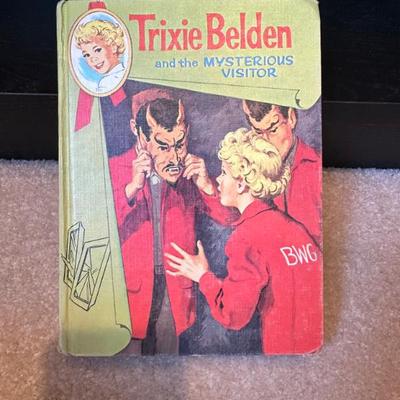 Trixie Belden
and the MYSTERIOUS
VISITOR
BWG